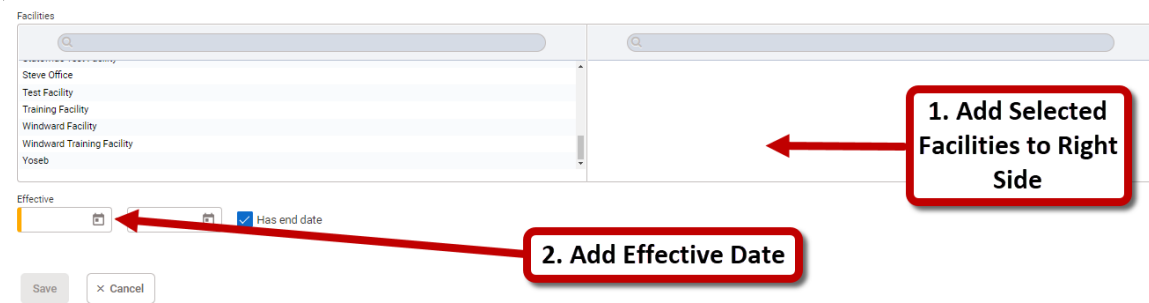 Facilities
Steve Office
Test Facility
Training Facility
Windward Facility
Windward Training Facility
Yoseb
1. Add Selected
Facilities to Right
Side
Effective
Has end date
2. Add Effective Date
Save
× Cancel